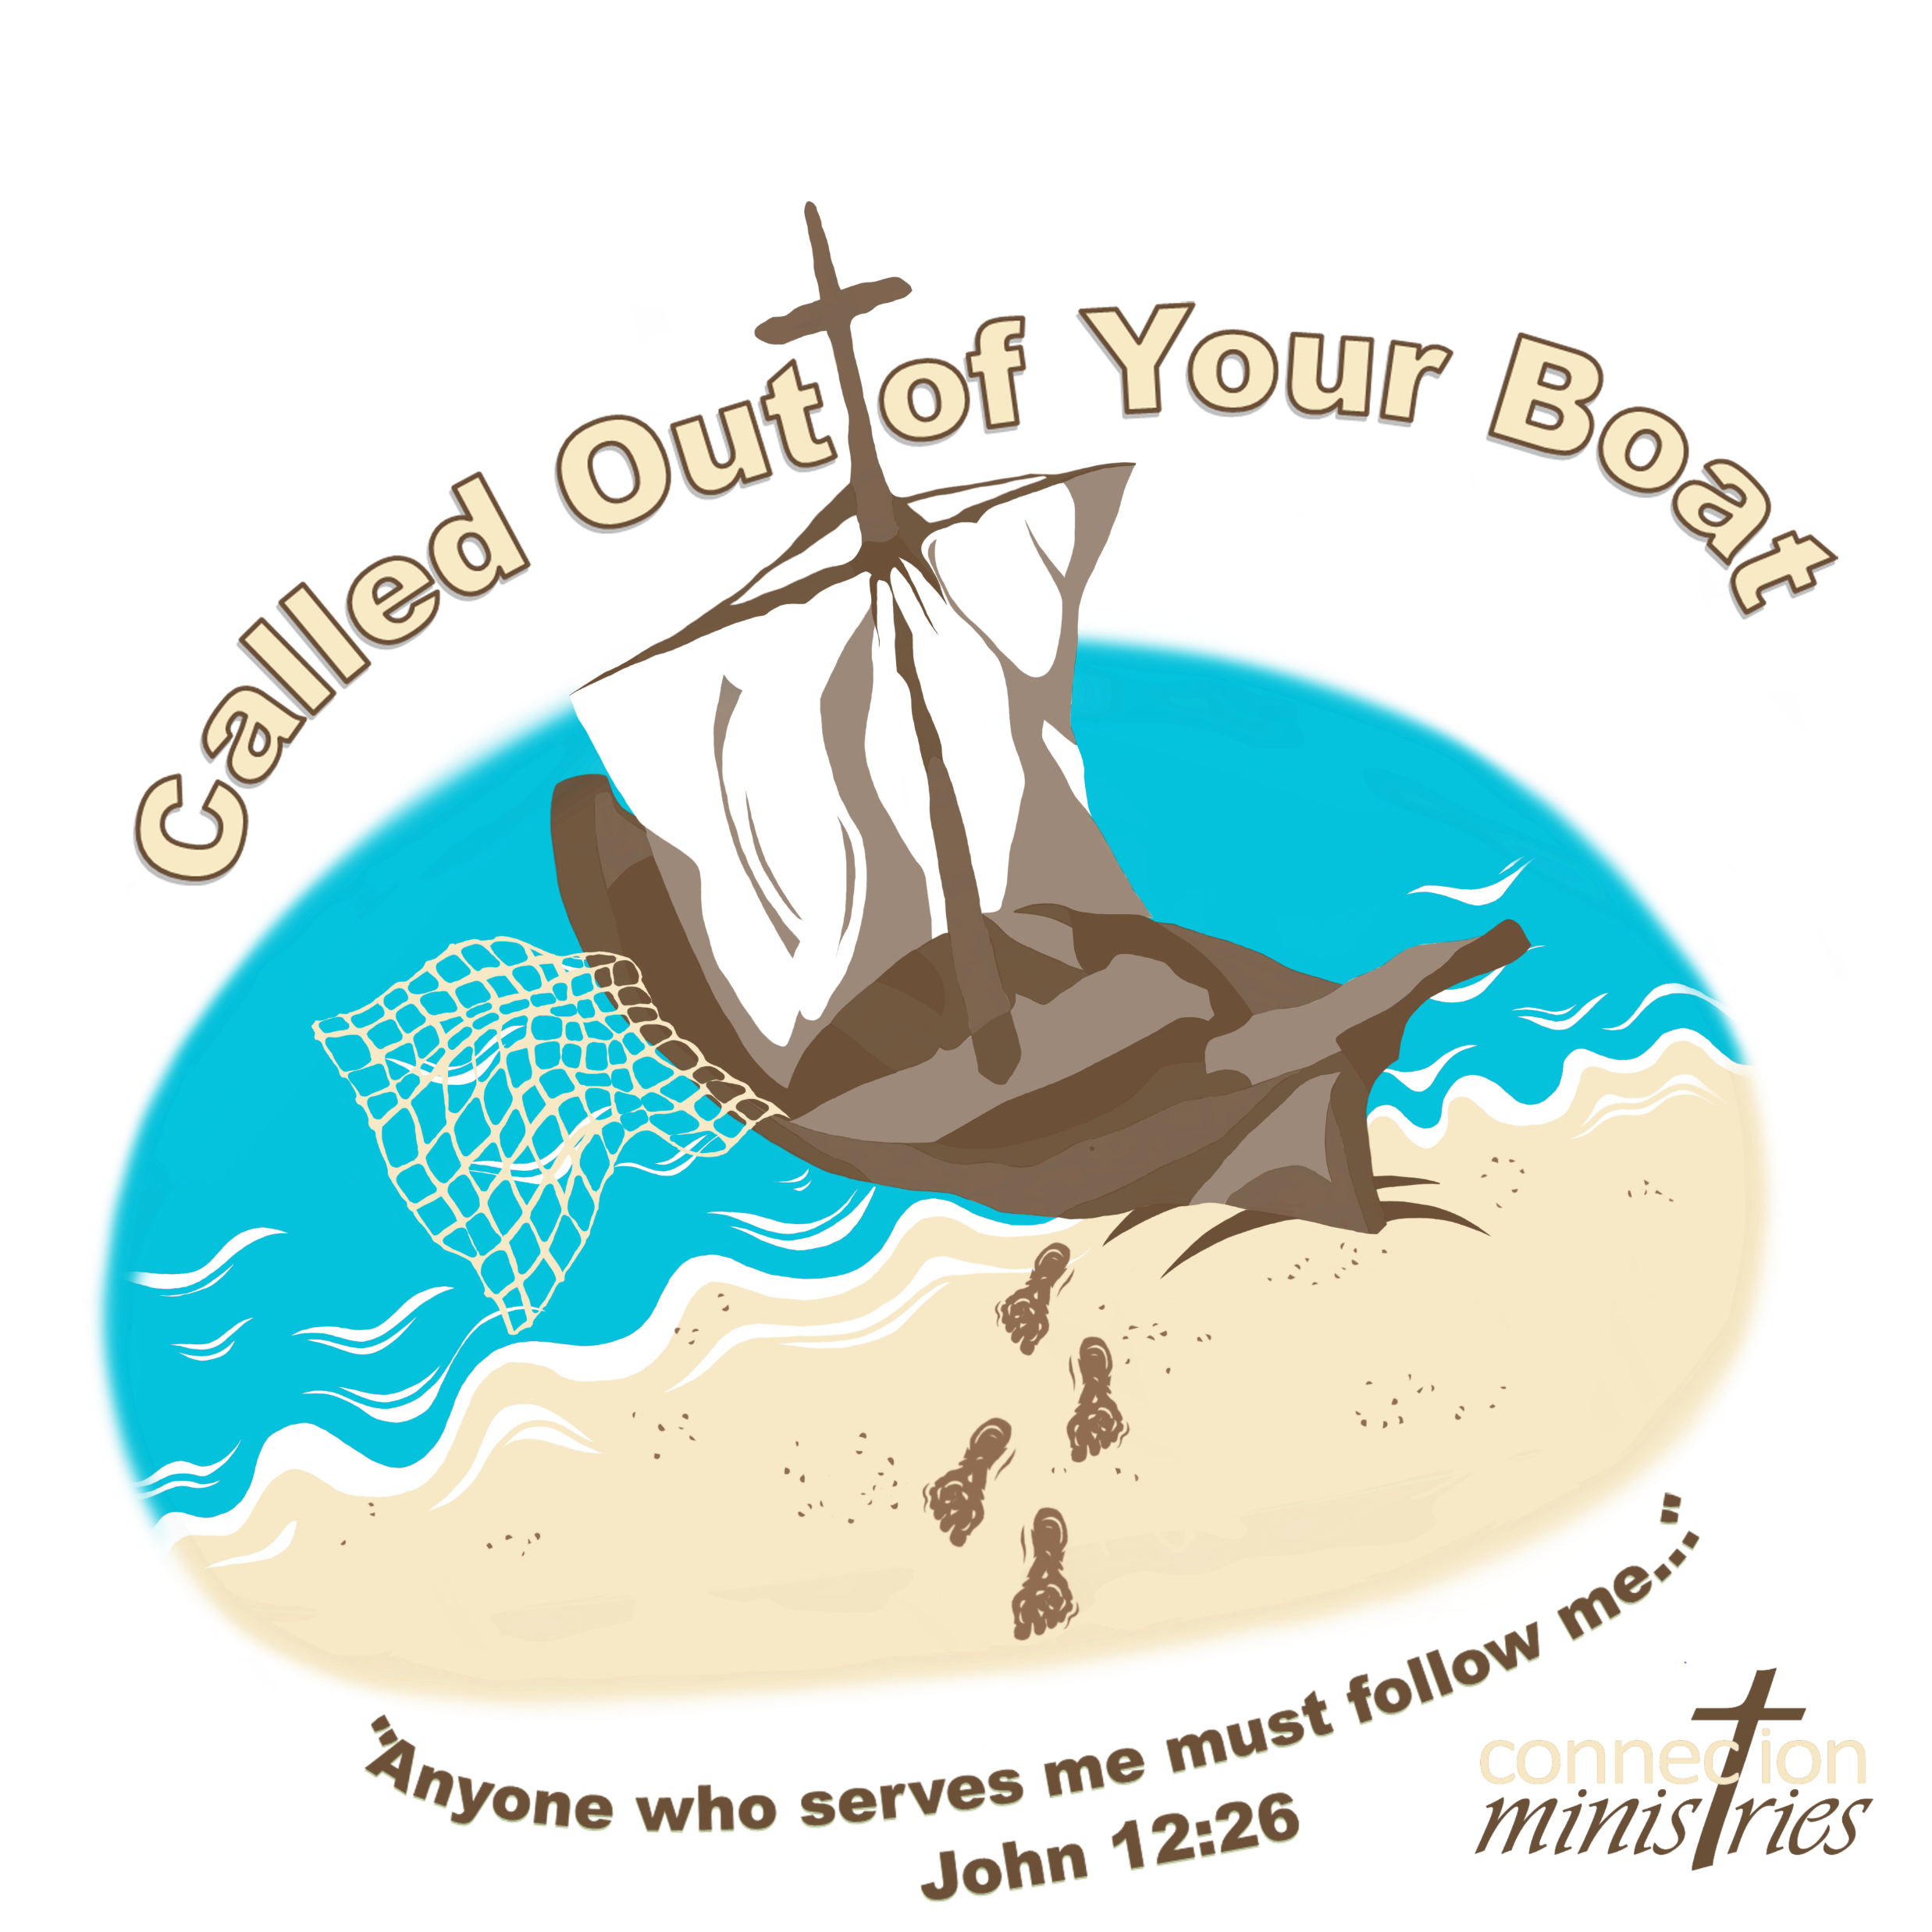 Called Out of Your Boat
"Anyone who serves me must follow me..."
John 12:26
connection
ministries